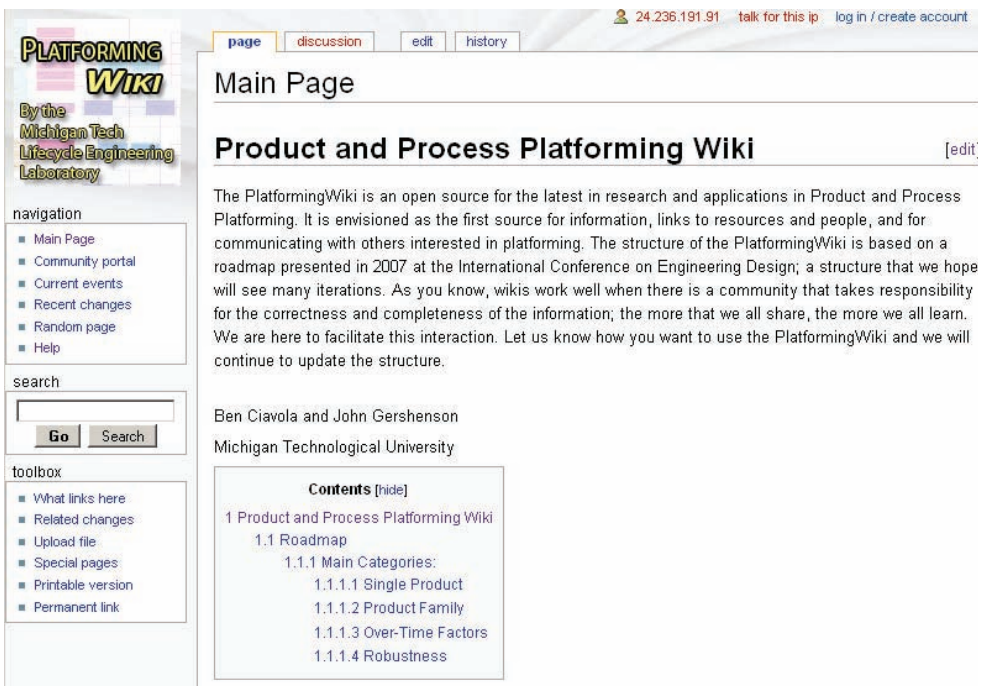 24.236.191.91 talk for this ip log in / create account
PLATFORMING
WIKI
By the
Michigan Tech
Lifecycle Engineering
Laboratory
page discussion edit history
Main Page
Product and Process Platforming Wiki [edit]
The PlatformingWiki is an open source for the latest in research and applications in Product and Process
Platforming. It is envisioned as the first source for information, links to resources and people, and for
communicating with others interested in platforming. The structure of the PlatformingWiki is based on a
roadmap presented in 2007 at the International Conference on Engineering Design; a structure that we hope
will see many iterations. As you know, wikis work well when there is a community that takes responsibility
for the correctness and completeness of the information; the more that we all share, the more we all learn.
We are here to facilitate this interaction. Let us know how you want to use the PlatformingWiki and we will
continue to update the structure.
Ben Ciavola and John Gershenson
Michigan Technological University
Contents [hide]
1 Product and Process Platforming Wiki
1.1 Roadmap
1.1.1 Main Categories:
1.1.1.1 Single Product
1.1.1.2 Product Family
1.1.1.3 Over-Time Factors
1.1.1.4 Robustness
navigation
Main Page
Community portal
Current events
Recent changes
Random page
Help
search
Go Search
toolbox
What links here
Related changes
Upload file
Special pages
Printable version
Permanent link